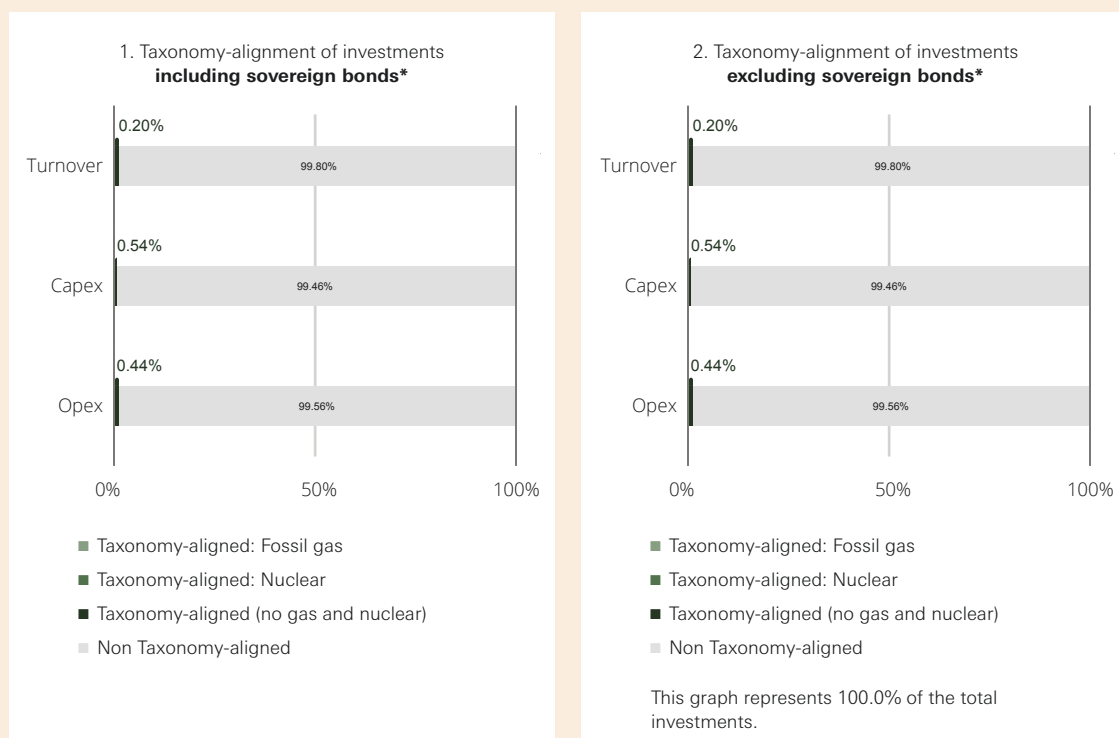 1. Taxonomy-alignment of investments
including sovereign bonds*
0.20%
Turnover
99.80%
0.54%
Capex
99.46%
0.44%
Opex
99.56%
0%
50%
100%
Taxonomy-aligned: Fossil gas
Taxonomy-aligned: Nuclear
Taxonomy-aligned (no gas and nuclear)
Non Taxonomy-aligned
2. Taxonomy-alignment of investments
excluding sovereign bonds*
0.20%
Turnover
99.80%
0.54%
Capex
99.46%
0.44%
Opex
99.56%
0%
50%
100%
Taxonomy-aligned: Fossil gas
Taxonomy-aligned: Nuclear
Taxonomy-aligned (no gas and nuclear)
Non Taxonomy-aligned
This graph represents 100.0% of the total
investments.